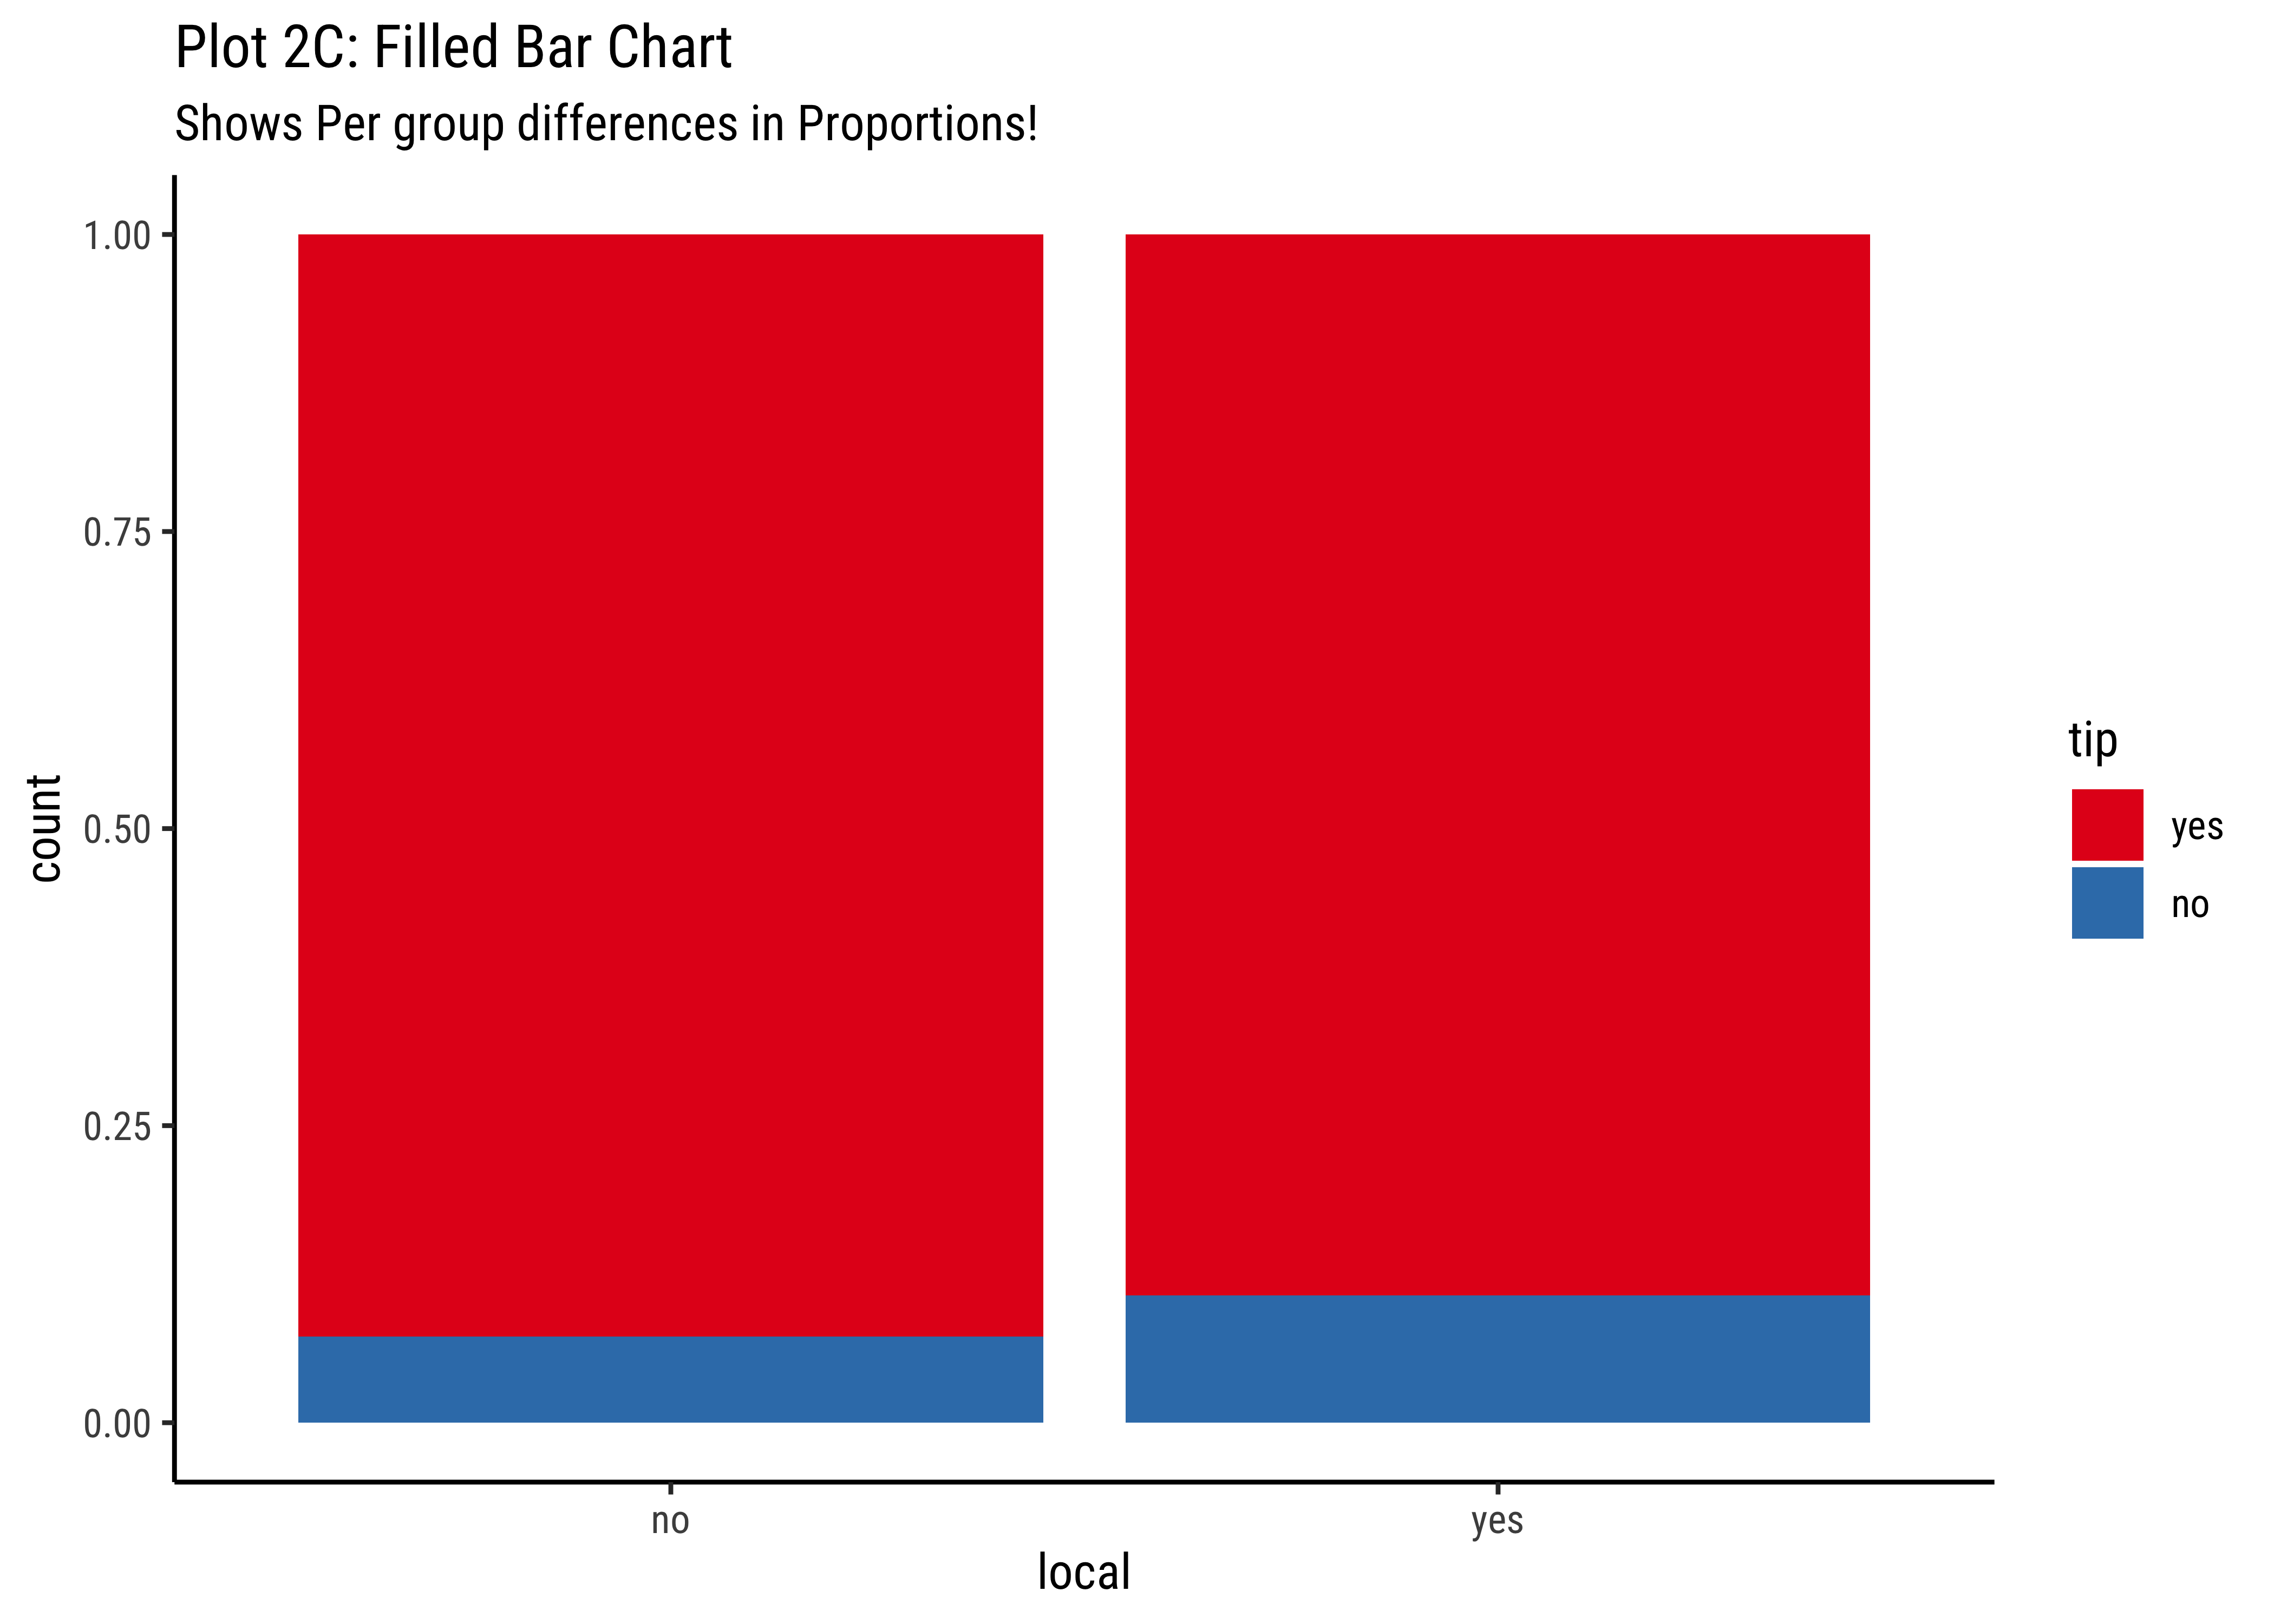 Plot 2C: Filled Bar Chart
Shows Per group differences in Proportions!
1.00
0.75
0.50
0.25
0.00
count
no
yes
local
tip
yes
no